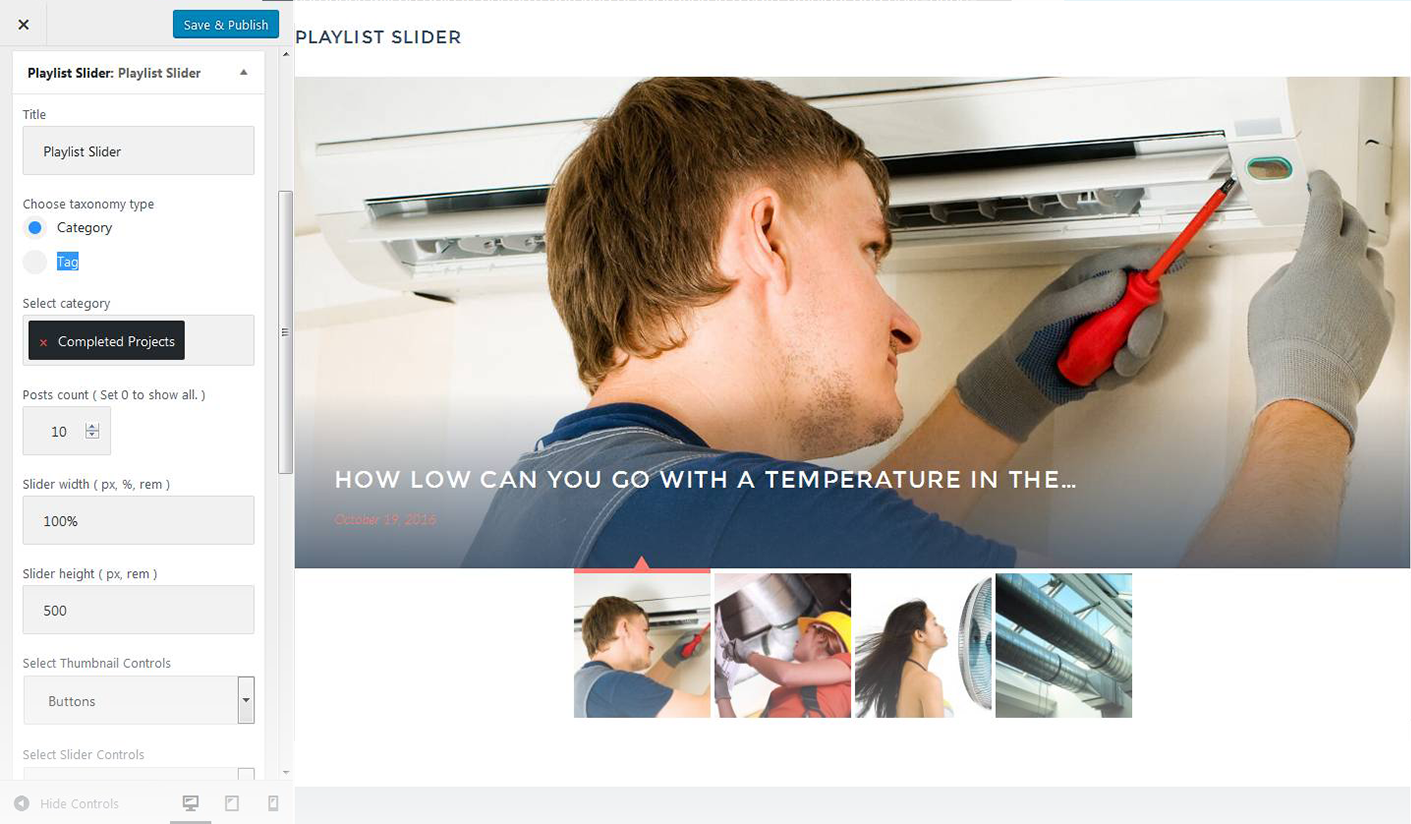 Save & Publish
Playlist Slider: Playlist Slider
Title
Playlist Slider
Choose taxonomy type
Category
Tag
Select category
× Completed Projects
Posts count ( Set 0 to show all. )
10
Slider width ( px, %, rem )
100%
Slider height ( px, rem )
500
Select Thumbnail Controls
Buttons
Select Slider Controls
Hide Controls
PLAYLIST SLIDER
HOW LOW CAN YOU GO WITH A TEMPERATURE IN THE...
October 19, 2016